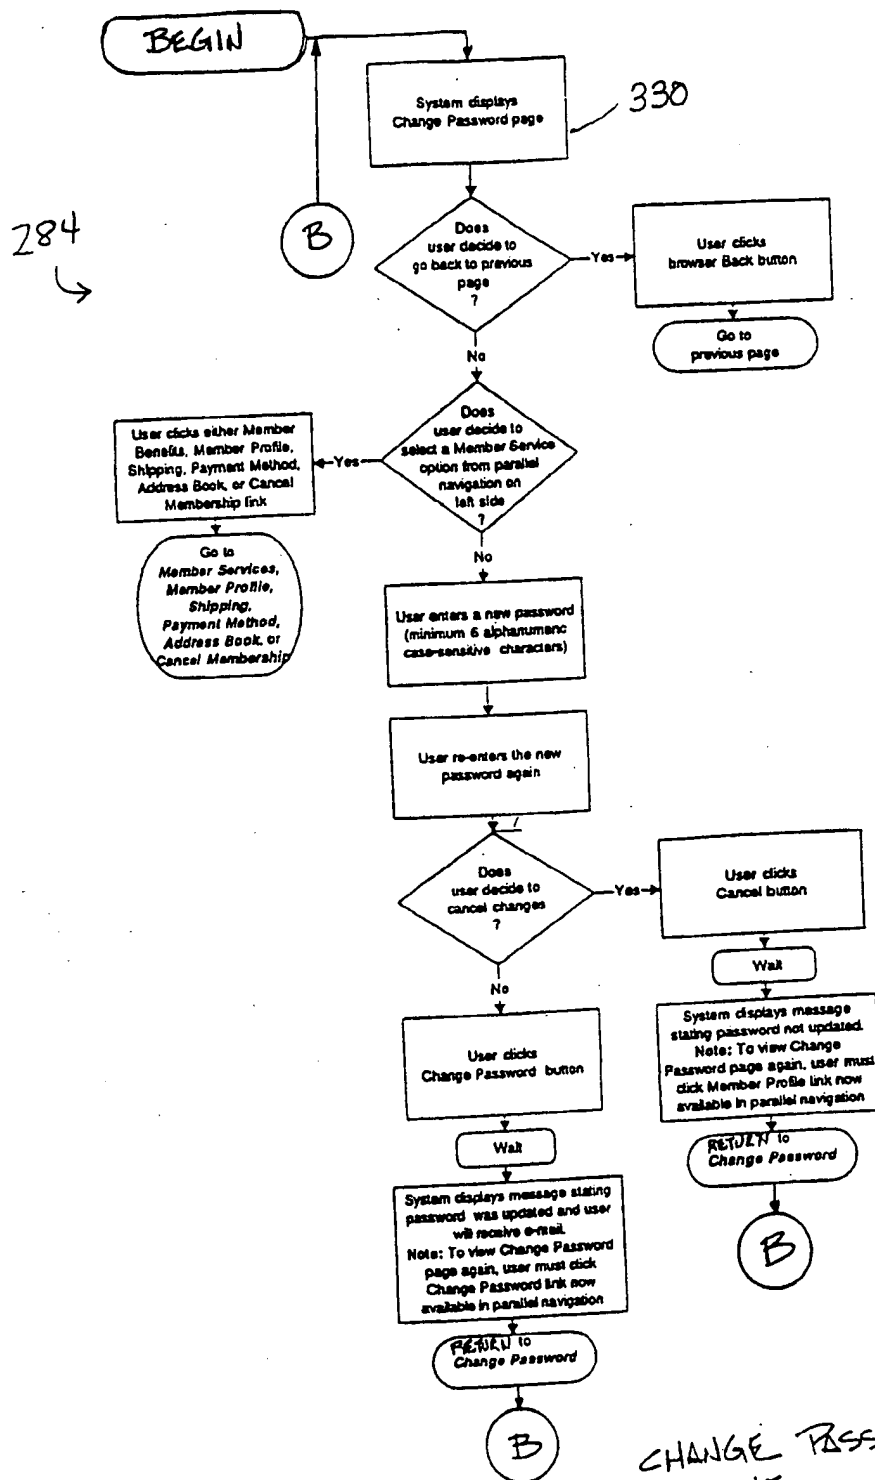 BEGIN
System displays
Change Password page
330
284
B
Does
user decide to
go back to previous
page
?
Yes
User clicks
browser Back button
Go to
previous page
No
Does
user decide to
select a Member Service
option from parallel
navigation on
left side
?
Yes
User clicks either Member
Benefits, Member Profile,
Shipping, Payment Method,
Address Book, or Cancel
Membership link
Go to
Member Services,
Member Profile,
Shipping,
Payment Method,
Address Book, or
Cancel Membership
No
User enters a new password
(minimum 6 alphanumeric
case-sensitive characters)
User re-enters the new
password again
Does
user decide to
cancel changes
?
Yes
User clicks
Cancel button
Wait
System displays message
stating password not updated.
Note: To view Change
Password page again, user must
click Member Profile link now
available in parallel navigation
RETURN to
Change Password
B
No
User clicks
Change Password button
Wait
System displays message stating
password was updated and user
will receive e-mail.
Note: To view Change Password
page again, user must click
Change Password link now
available in parallel navigation
RETURN to
Change Password
B
CHANGE PASS